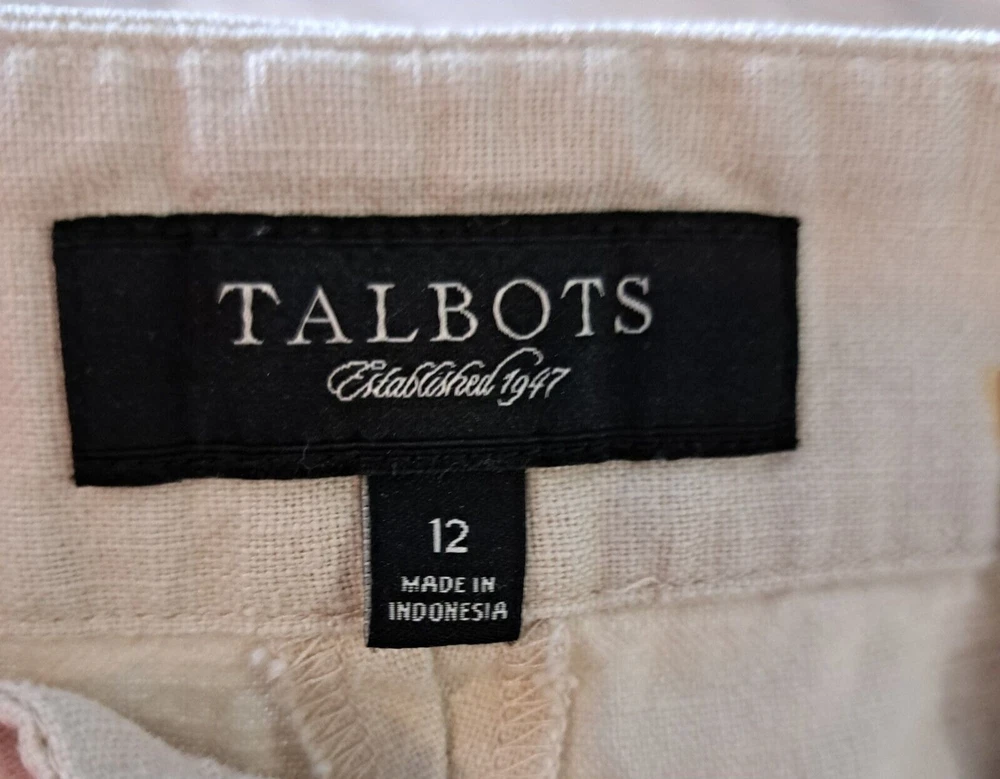 TALBOTS
Established 1947
12
MADE IN
INDONESIA